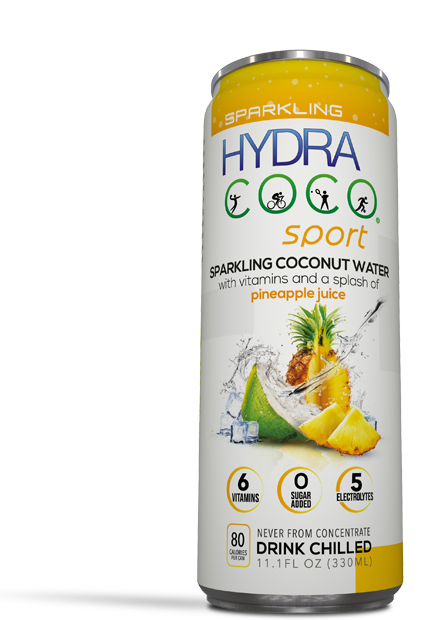 SPARKLING
HYDRA
COCO®
sport
SPARKLING COCONUT WATER
with vitamins and a splash of
pineapple juice
6
VITAMINS
0
SUGAR
ADDED
5
ELECTROLYTES
80
CALORIES
PER CAN
NEVER FROM CONCENTRATE
DRINK CHILLED
11.1FL OZ (330ML)